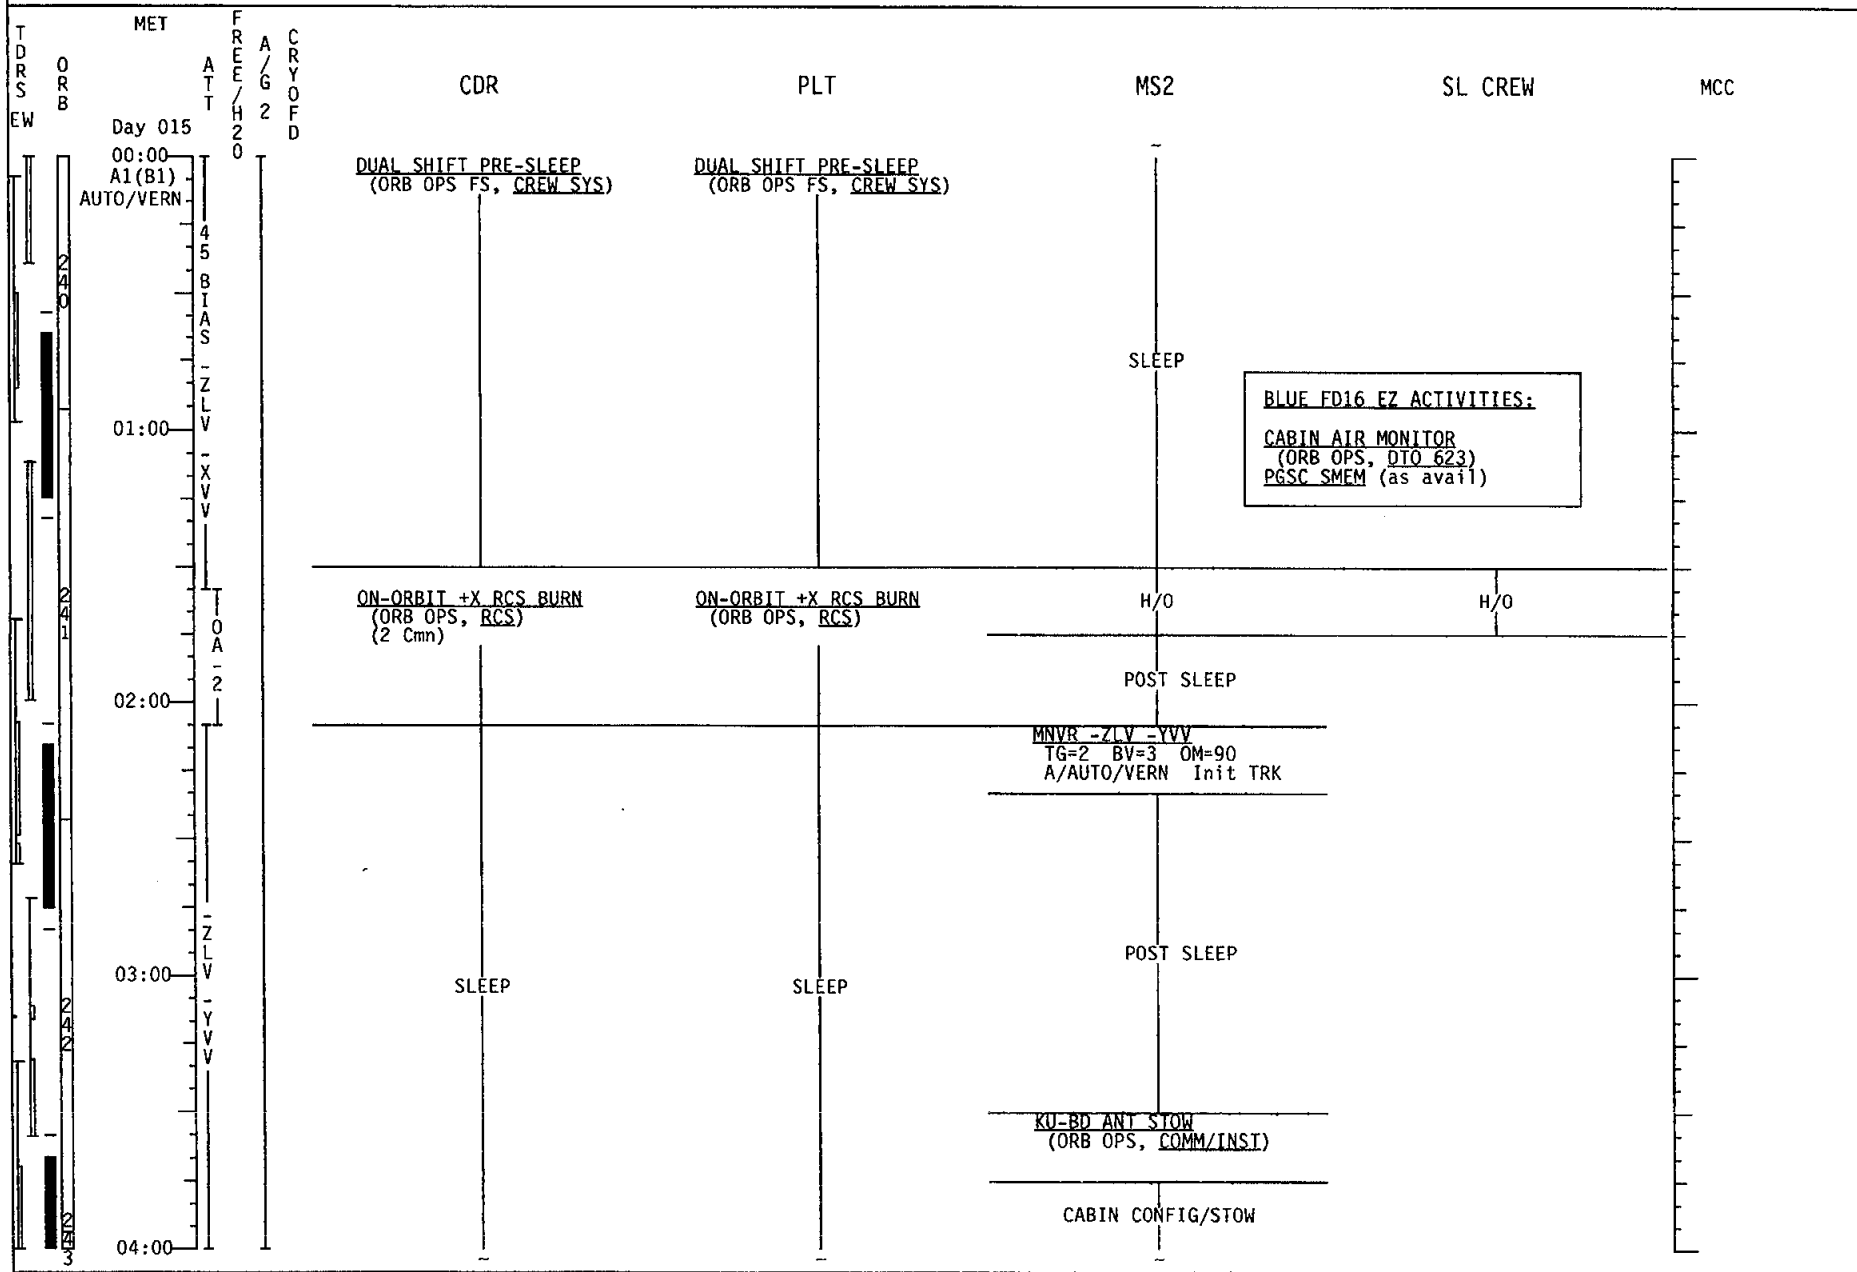 TDRS
EW
ORB
MET
ATT
FREE/H2O
A/G 2
CRYOFD
CDR
PLT
MS2
SL CREW
MCC
Day 015
00:00
A1(B1)
AUTO/VERN
45 BIAS -ZLV -XVV
240
DUAL SHIFT PRE-SLEEP
(ORB OPS FS, CREW SYS)
DUAL SHIFT PRE-SLEEP
(ORB OPS FS, CREW SYS)
SLEEP
BLUE FD16 EZ ACTIVITIES:
CABIN AIR MONITOR
(ORB OPS, DTO 623)
PGSC SMEM (as avail)
01:00
241
OA-2
ON-ORBIT +X RCS BURN
(ORB OPS, RCS)
(2 Cmn)
ON-ORBIT +X RCS BURN
(ORB OPS, RCS)
H/O
H/O
POST SLEEP
02:00
MNVR -ZLV -YVV
TG=2 BV=3 OM=90
A/AUTO/VERN Init TRK
-ZLV -YVV
POST SLEEP
03:00
SLEEP
SLEEP
242
KU-BD ANT STOW
(ORB OPS, COMM/INST)
CABIN CONFIG/STOW
04:00
243